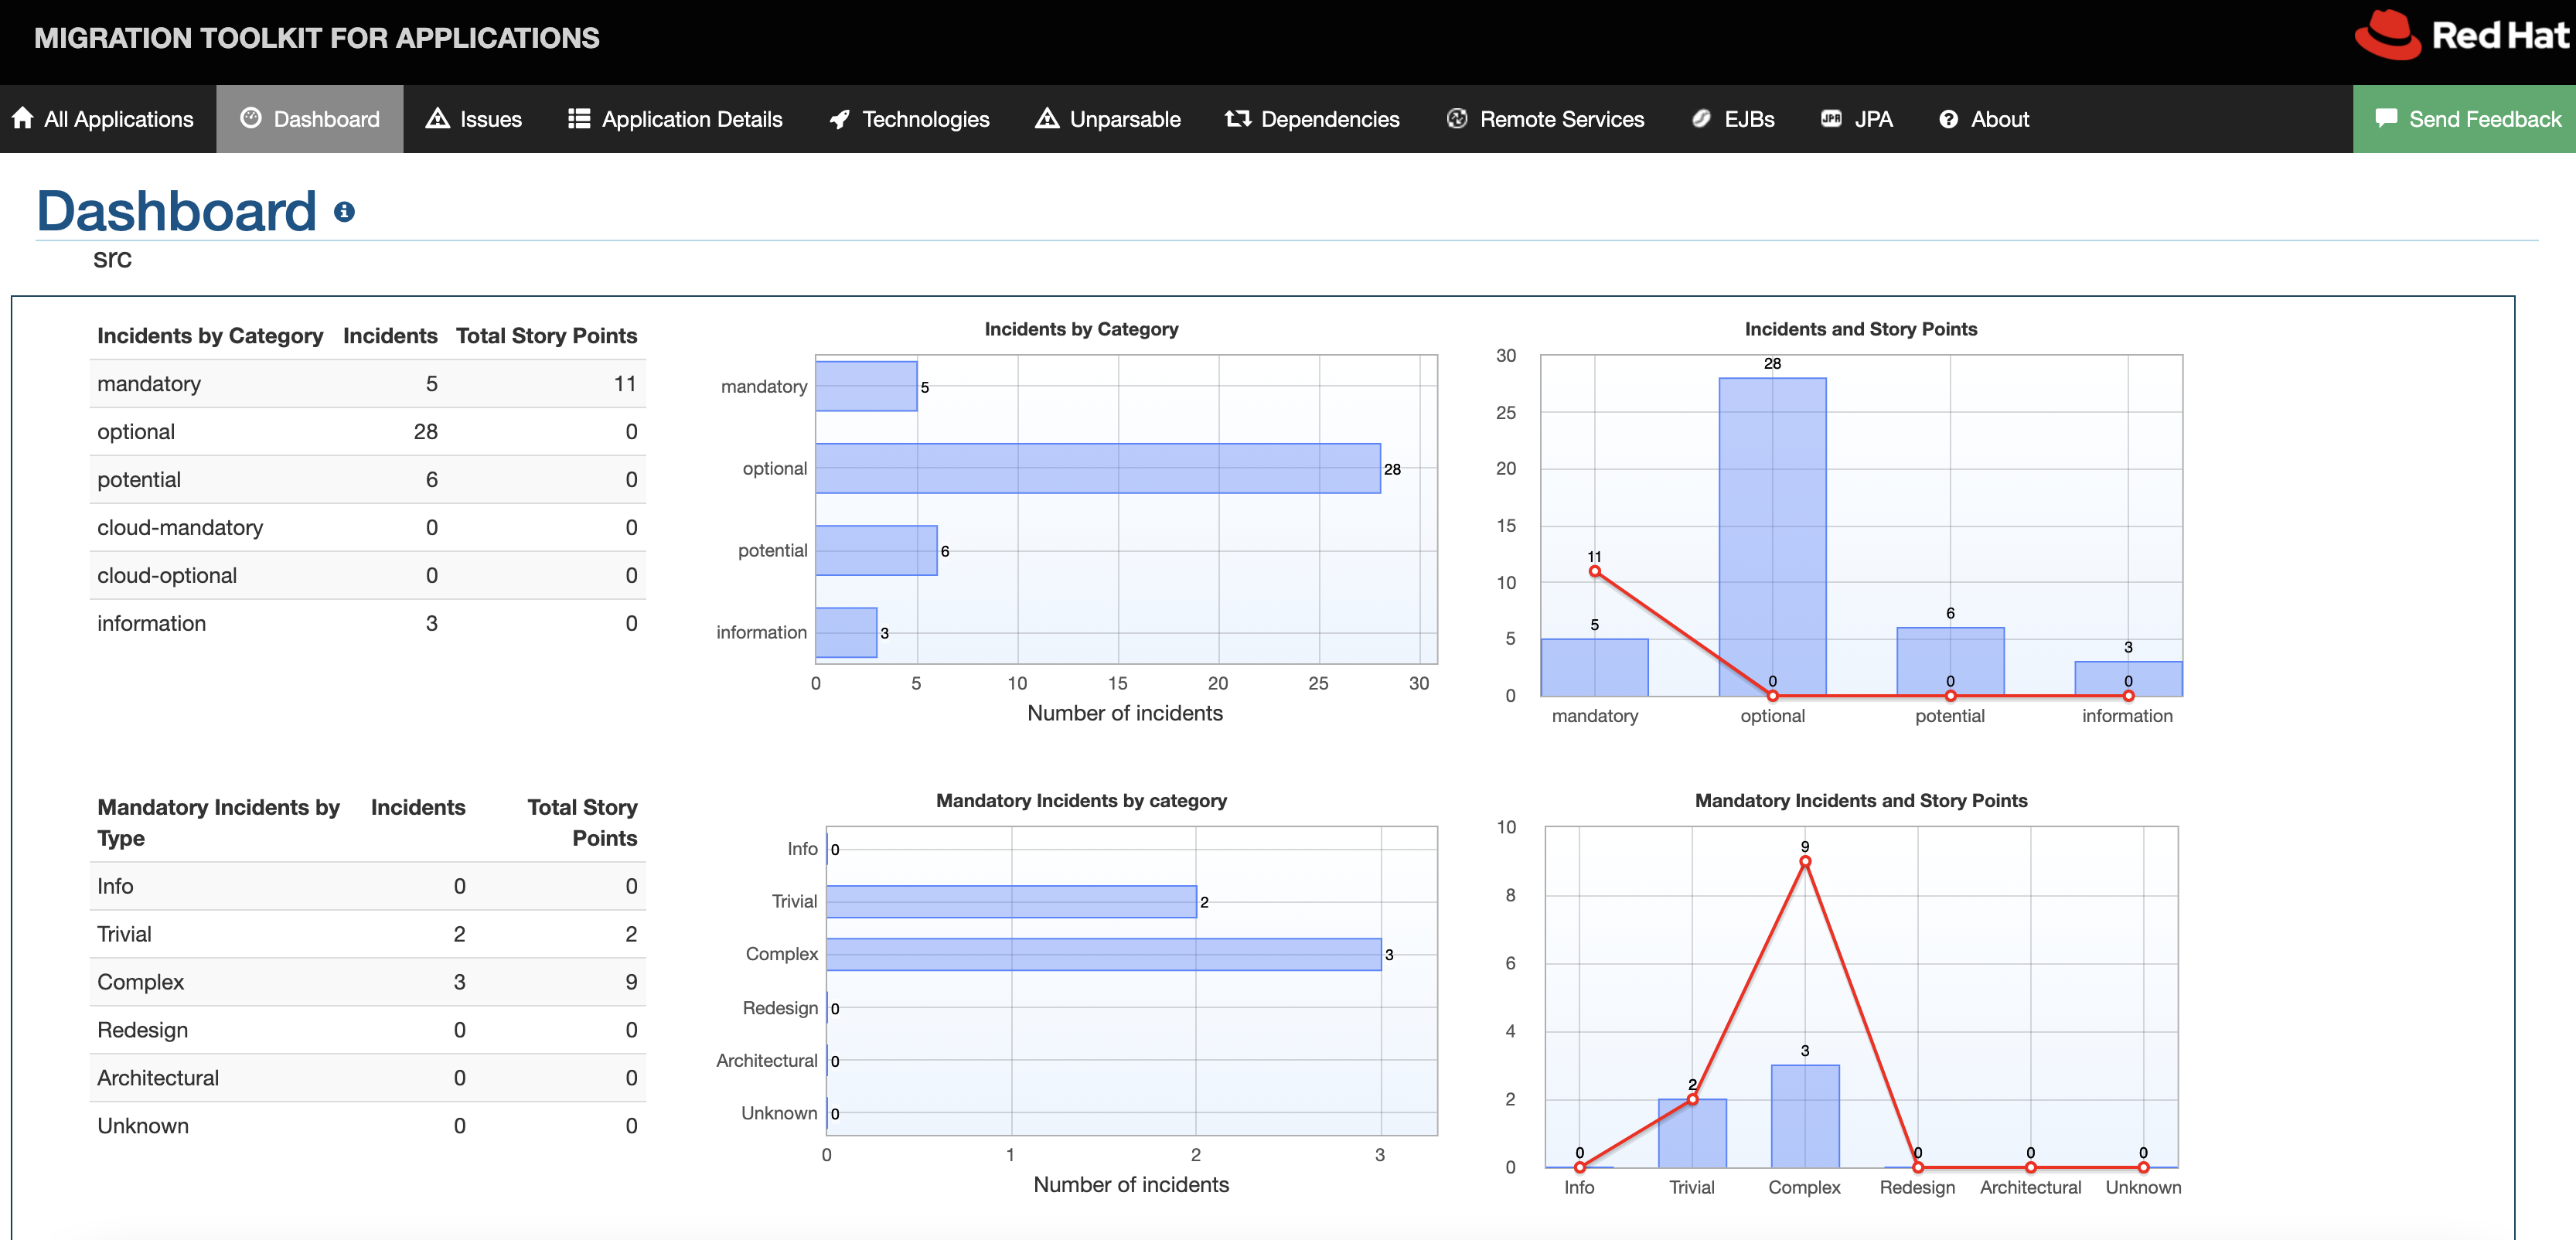 MIGRATION TOOLKIT FOR APPLICATIONS
Red Hat
All Applications Dashboard Issues Application Details Technologies Unparsable Dependencies Remote Services EJBs JPA About Send Feedback
Dashboard
src
Incidents by Category Incidents Total Story Points
mandatory 5 11
optional 28 0
potential 6 0
cloud-mandatory 0 0
cloud-optional 0 0
information 3 0
Incidents by Category
mandatory 5
optional 28
potential 6
information 3
0 5 10 15 20 25 30
Number of incidents
Incidents and Story Points
30
25
20
15
10
5
0
28
11
5
6
3
0 0 0
mandatory optional potential information
Mandatory Incidents by Incidents Total Story
Type Points
Info 0 0
Trivial 2 2
Complex 3 9
Redesign 0 0
Architectural 0 0
Unknown 0 0
Mandatory Incidents by category
Info 0
Trivial 2
Complex 3
Redesign 0
Architectural 0
Unknown 0
0 1 2 3
Number of incidents
Mandatory Incidents and Story Points
10
8
6
4
2
0
9
3
2
0 0 0 0
Info Trivial Complex Redesign Architectural Unknown